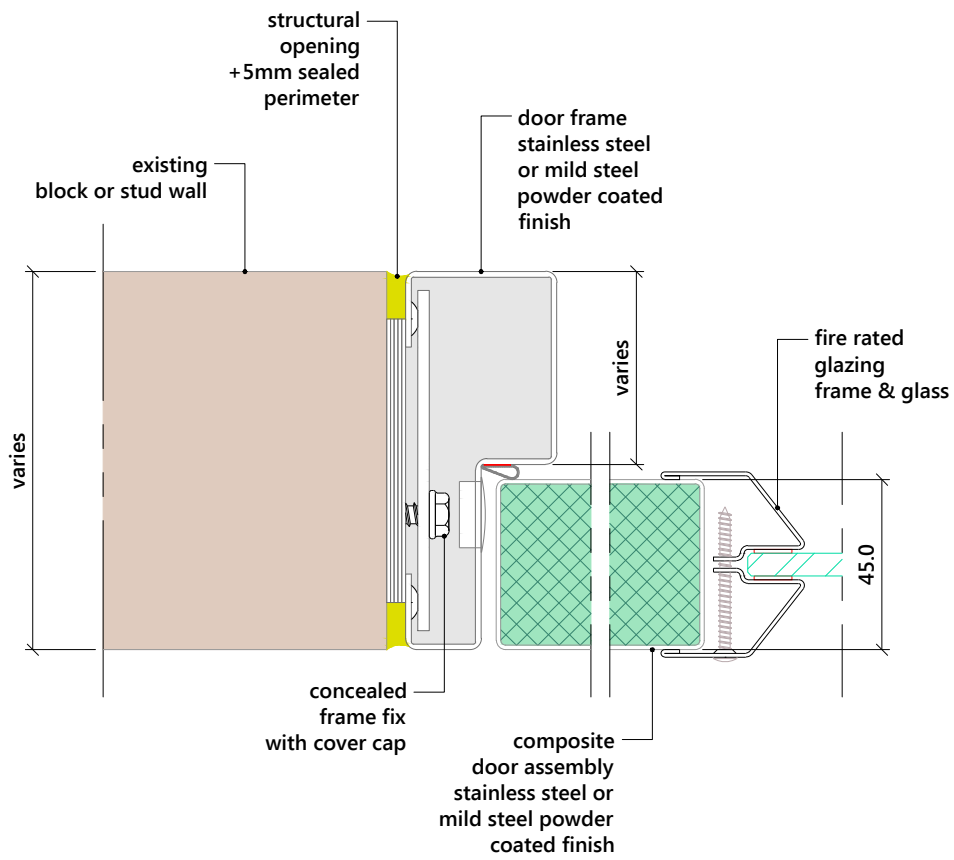 structural
opening
+5mm sealed
perimeter
door frame
stainless steel
or mild steel
powder coated
finish
existing
block or stud wall
fire rated
glazing
frame & glass
varies
varies
45.0
concealed
frame fix
with cover cap
composite
door assembly
stainless steel or
mild steel powder
coated finish